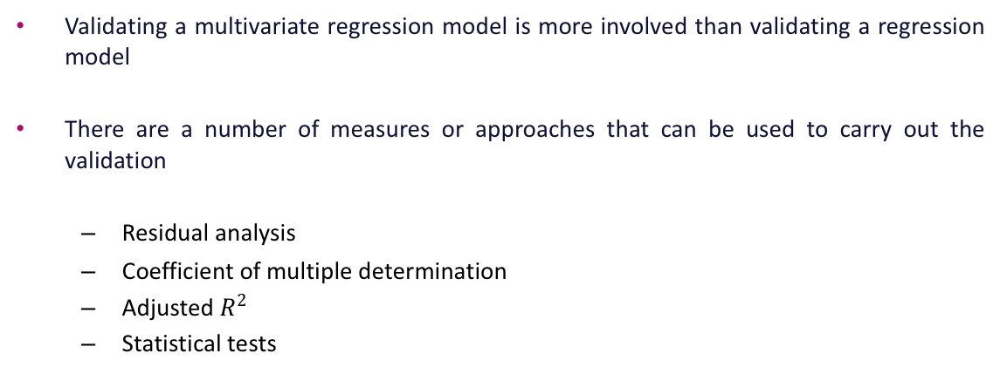 • Validating a multivariate regression model is more involved than validating a regression
model
• There are a number of measures or approaches that can be used to carry out the
validation
– Residual analysis
– Coefficient of multiple determination
– Adjusted R²
– Statistical tests